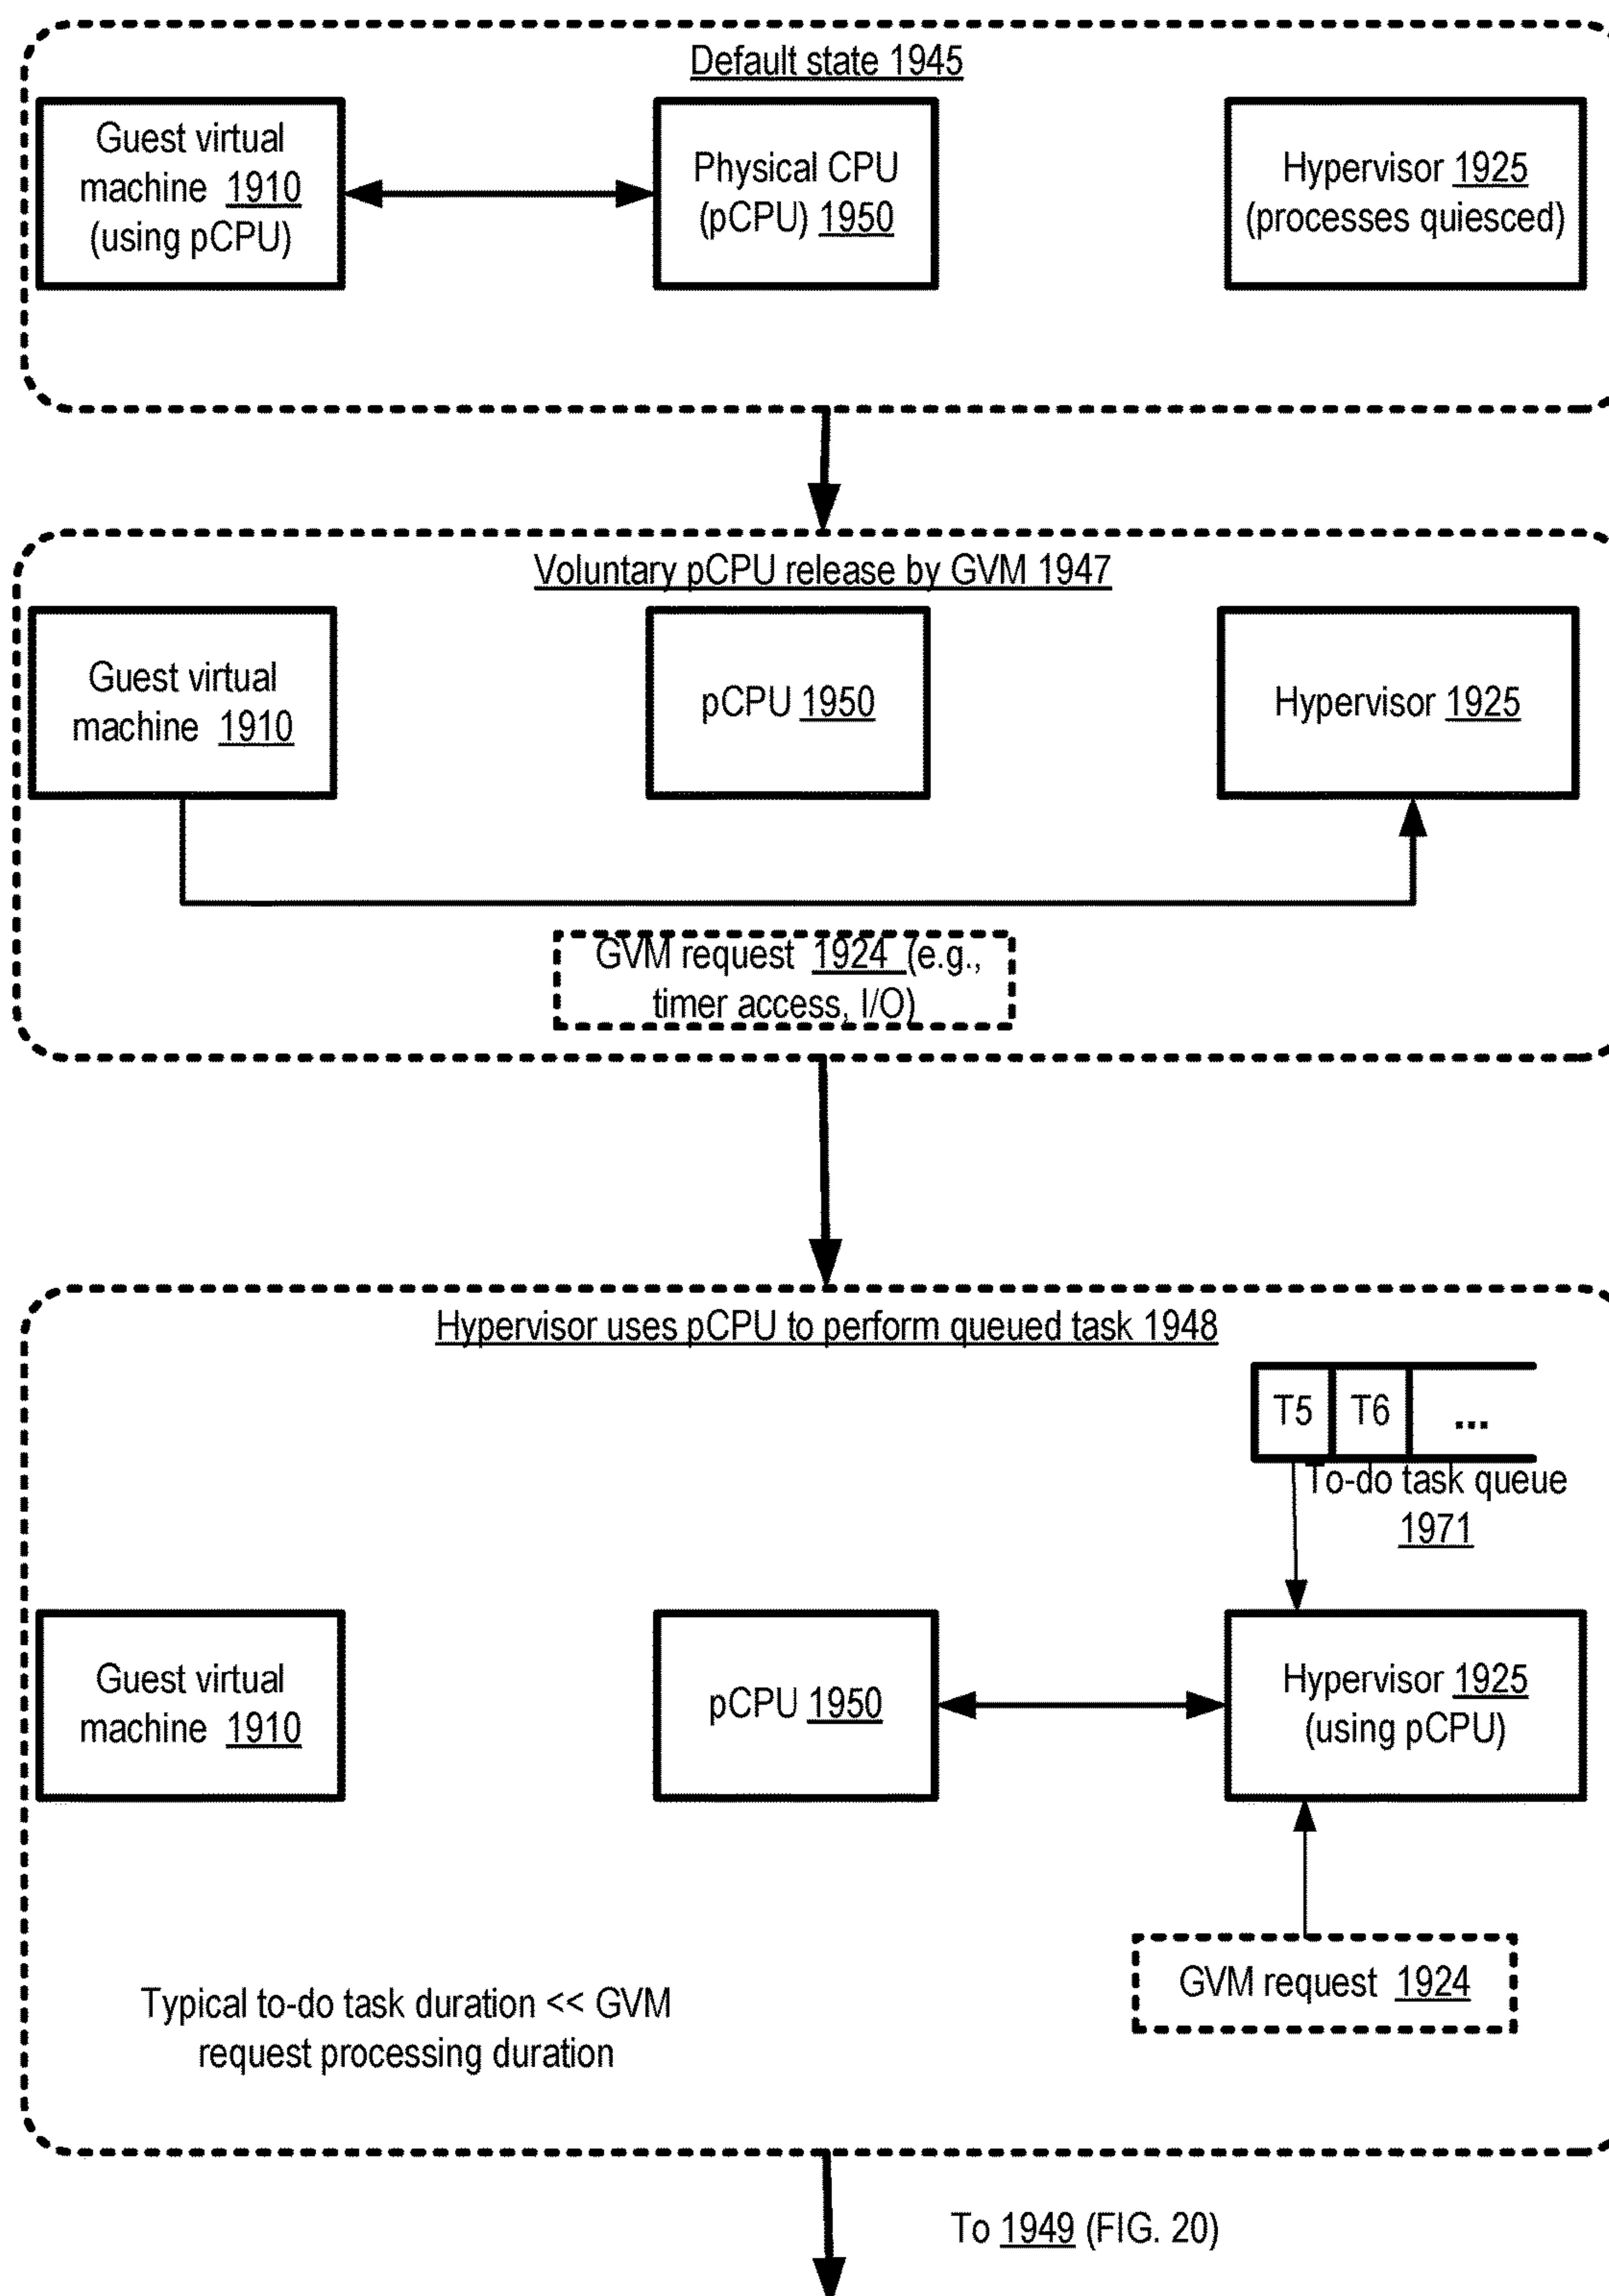 Default state 1945
Guest virtual
machine 1910
(using pCPU)
Physical CPU
(pCPU) 1950
Hypervisor 1925
(processes quiesced)
Voluntary pCPU release by GVM 1947
Guest virtual
machine 1910
pCPU 1950
Hypervisor 1925
GVM request 1924 (e.g.,
timer access, I/O)
Hypervisor uses pCPU to perform queued task 1948
T5
T6
...
To-do task queue
1971
Guest virtual
machine 1910
pCPU 1950
Hypervisor 1925
(using pCPU)
GVM request 1924
Typical to-do task duration << GVM
request processing duration
To 1949 (FIG. 20)